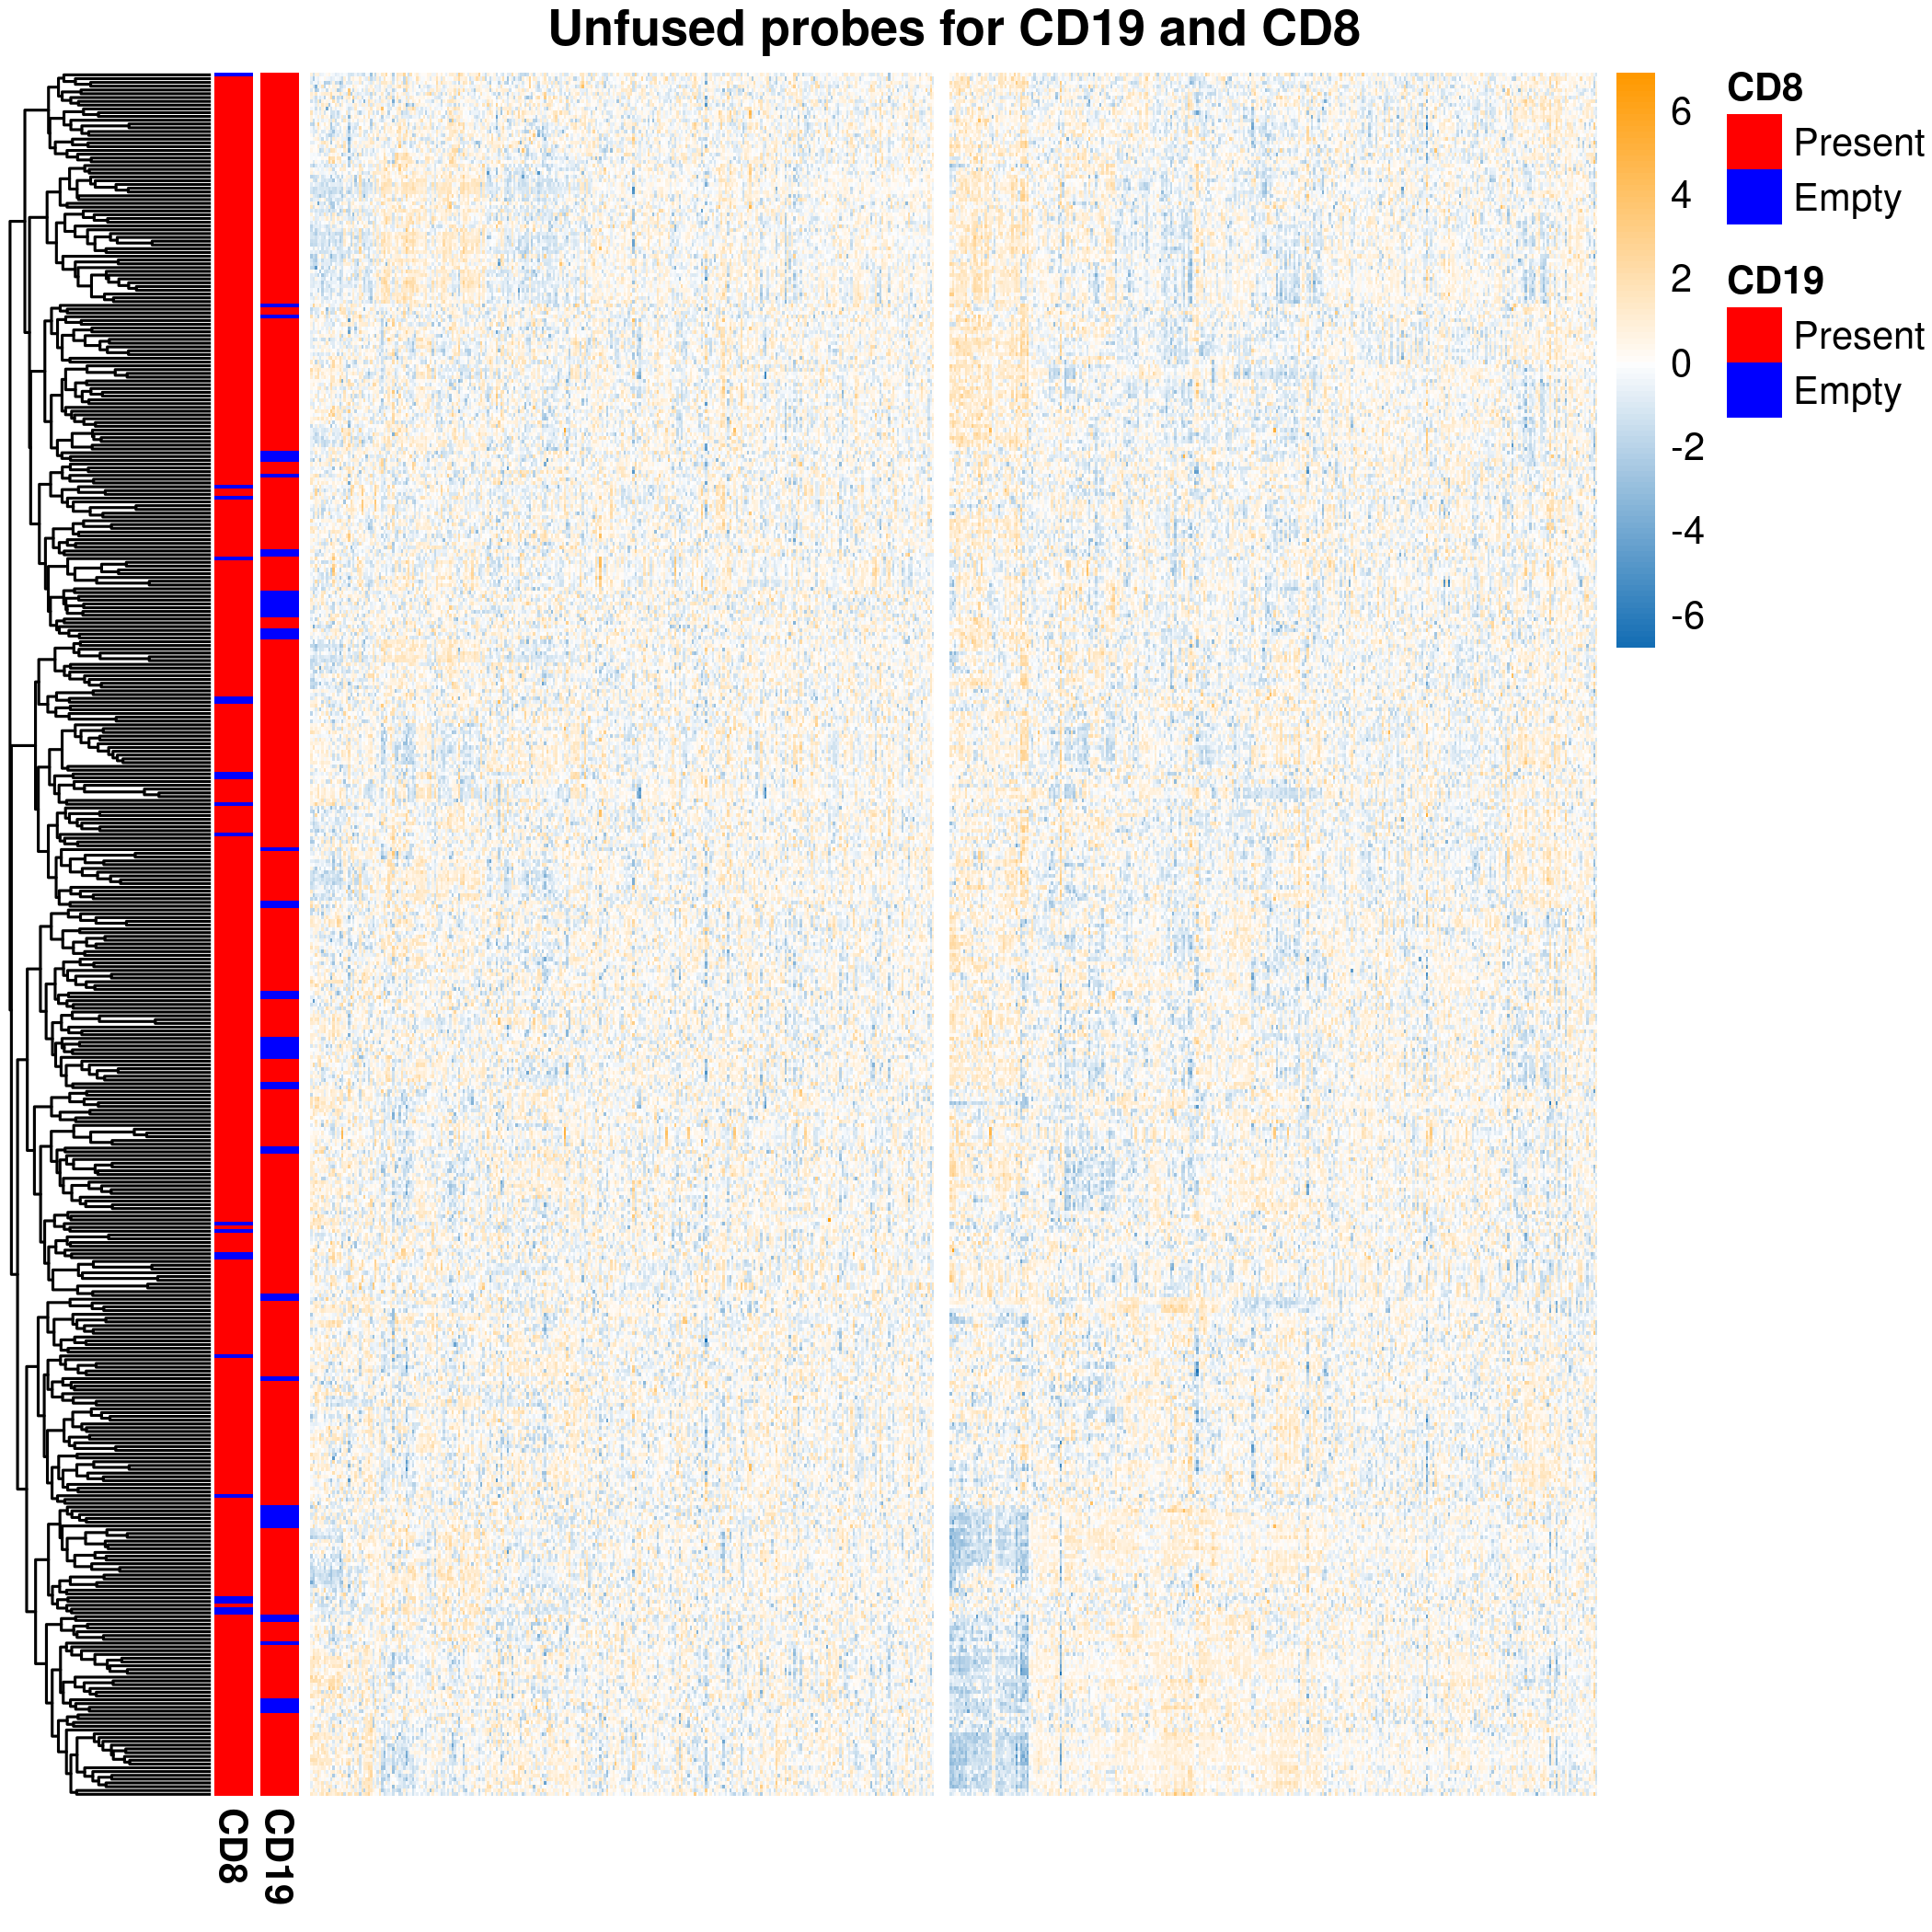 Unfused probes for CD19 and CD8
6
4
2
0
-2
-4
-6
CD8
Present
Empty
CD19
Present
Empty
CD8
CD19